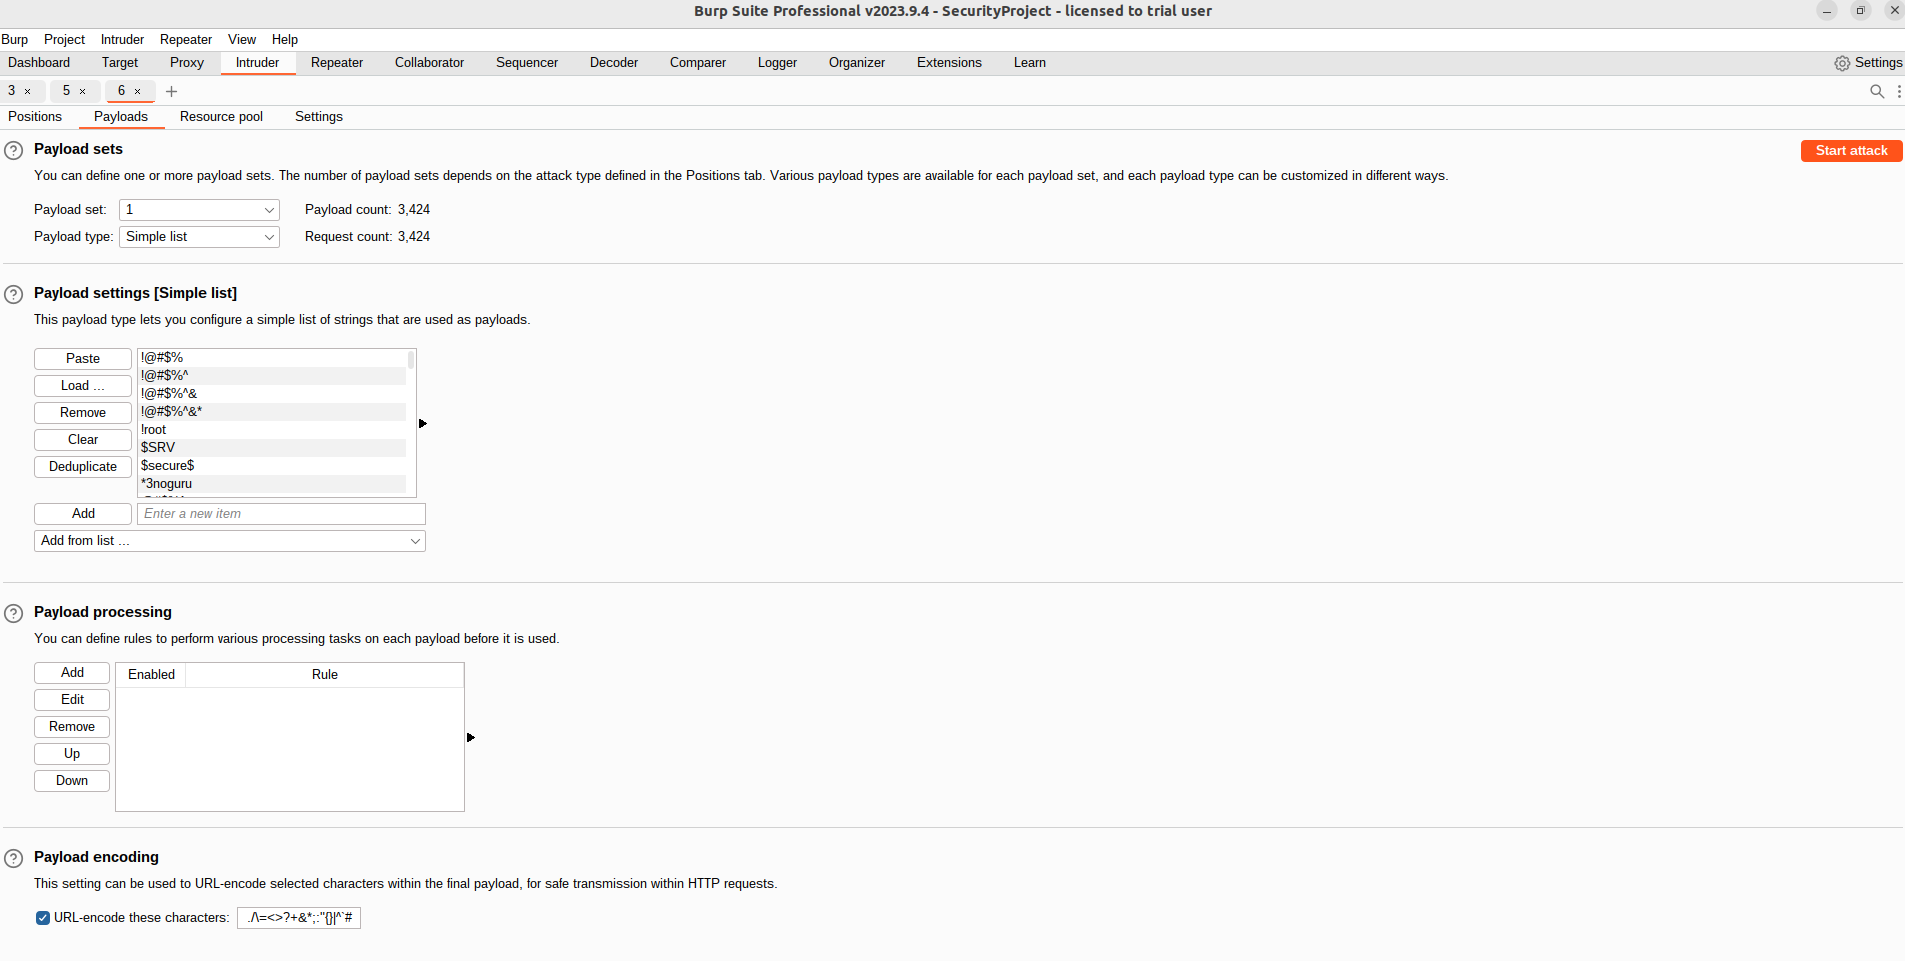 Burp Suite Professional v2023.9.4 - SecurityProject - licensed to trial user
Burp Project Intruder Repeater View Help
Dashboard Target Proxy Intruder Repeater Collaborator Sequencer Decoder Comparer Logger Organizer Extensions Learn Settings
3 × 5 × 6 × +
Positions Payloads Resource pool Settings
Payload sets
Start attack
You can define one or more payload sets. The number of payload sets depends on the attack type defined in the Positions tab. Various payload types are available for each payload set, and each payload type can be customized in different ways.
Payload set: 1 Payload count: 3,424
Payload type: Simple list Request count: 3,424
Payload settings [Simple list]
This payload type lets you configure a simple list of strings that are used as payloads.
Paste
Load ...
Remove
Clear
Deduplicate
!@#$%
!@#$%^
!@#$%^&
!@#$%^&*
!root
$SRV
$secure$
*3noguru
Add Enter a new item
Add from list ...
Payload processing
You can define rules to perform various processing tasks on each payload before it is used.
Add
Edit
Remove
Up
Down
Enabled Rule
Payload encoding
This setting can be used to URL-encode selected characters within the final payload, for safe transmission within HTTP requests.
URL-encode these characters: ./\=<>?+&*;:"{}|^`#